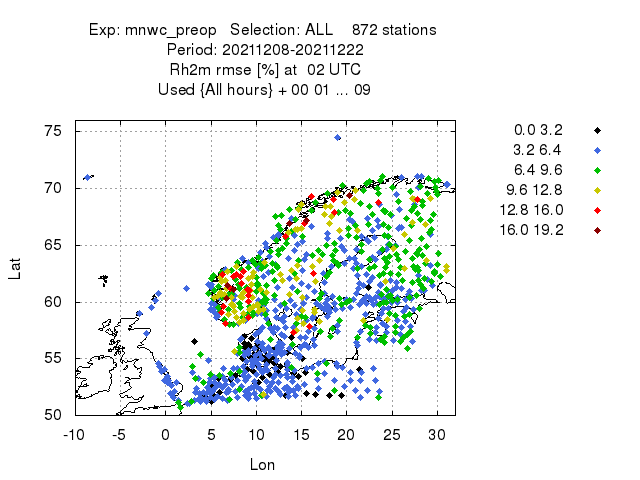 Exp: mnwc_preop   Selection: ALL    872 stations
Period: 20211208-20211222
Rh2m rmse [%] at  02 UTC
Used {All hours} + 00 01 ... 09
0.0 3.2
3.2 6.4
6.4 9.6
9.6 12.8
12.8 16.0
16.0 19.2
75
70
65
60
55
50
Lat
-10 -5 0 5 10 15 20 25 30
Lon